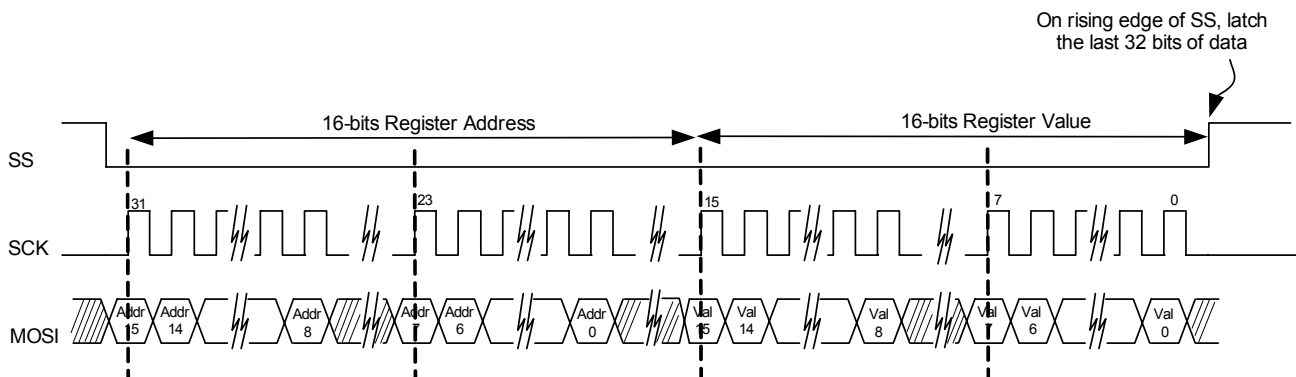 On rising edge of SS, latch
the last 32 bits of data
16-bits Register Address
16-bits Register Value
SS
31
23
15
7
0
SCK
Addr
15
Addr
14
Addr
8
Addr
7
Addr
6
Addr
0
Val
15
Val
14
Val
8
Val
7
Val
6
Val
0
MOSI